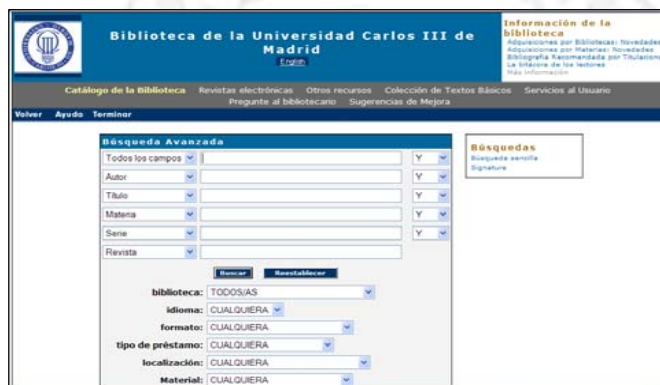 Biblioteca de la Universidad Carlos III de
Madrid
English
Información de la
biblioteca
Adquisiciones por Bibliotecas: Novedades
Adquisiciones por Materias: Novedades
Bibliografía Recomendada por Titulaciones
La bitácora de los lectores
Más información
Catálogo de la Biblioteca Revistas electrónicas Otros recursos Colección de Textos Básicos Servicios al Usuario
Pregunte al bibliotecario Sugerencias de Mejora
Volver Ayuda Terminar
Búsqueda Avanzada
Todos los campos Y
Autor Y
Título Y
Materia Y
Serie Y
Revista
Buscar Reestablecer
biblioteca: TODOS/AS
idioma: CUALQUIERA
formato: CUALQUIERA
tipo de préstamo: CUALQUIERA
localización: CUALQUIERA
Material: CUALQUIERA
Búsquedas
Búsqueda sencilla
Signatura